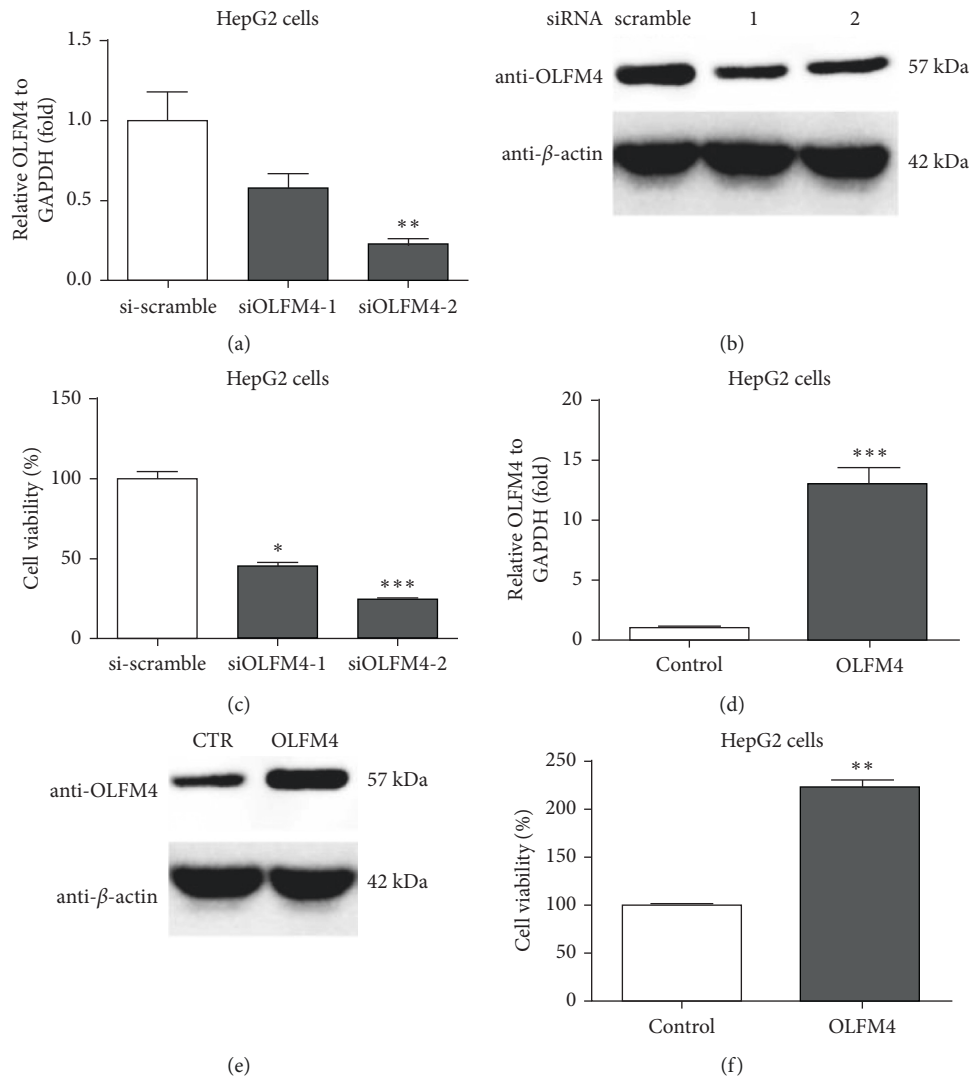 HepG2 cells
Relative OLFM4 to
GAPDH (fold)
1.5
1.0
0.5
0.0
**
si-scramble siOLFM4-1 siOLFM4-2
(a)
siRNA scramble 1 2
anti-OLFM4 57 kDa
anti-β-actin 42 kDa
(b)
HepG2 cells
Cell viability (%)
150
100
50
0
* ***
si-scramble siOLFM4-1 siOLFM4-2
(c)
HepG2 cells
Relative OLFM4 to
GAPDH (fold)
20
15
10
5
0
***
Control OLFM4
(d)
CTR OLFM4
anti-OLFM4 57 kDa
anti-β-actin 42 kDa
(e)
HepG2 cells
Cell viability (%)
250
200
150
100
50
0
**
Control OLFM4
(f)